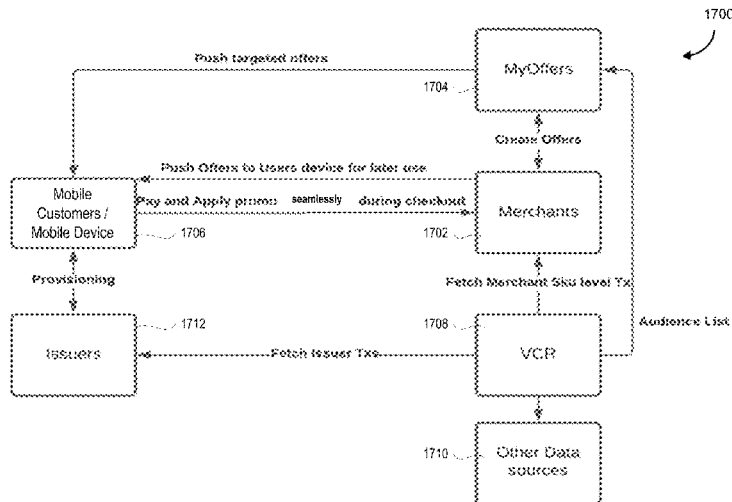 1700
Push targeted offers
MyOffers
1704
Create Offers
Push Offers to Users device for later use
Pay and Apply promo seamlessly during checkout
Mobile
Customers /
Mobile Device
1706
Merchants
1702
Provisioning
Fetch Merchant Sku level Tx
1712
1708
Audience List
Issuers
Fetch Issuer Txs
VCR
1710
Other Data
sources